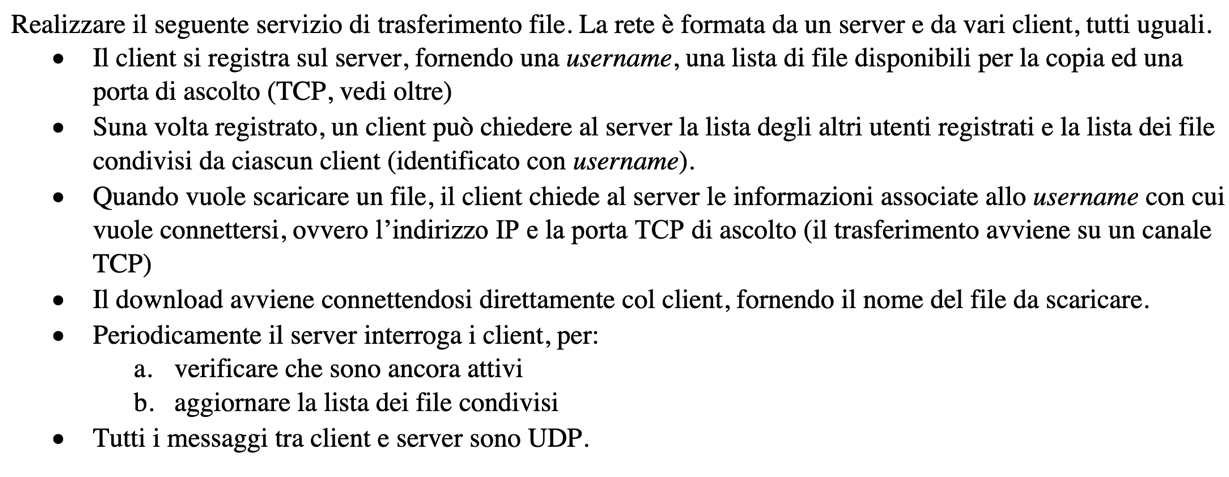 Realizzare il seguente servizio di trasferimento file. La rete è formata da un server e da vari client, tutti uguali.
• Il client si registra sul server, fornendo una username, una lista di file disponibili per la copia ed una
porta di ascolto (TCP, vedi oltre)
• Suna volta registrato, un client può chiedere al server la lista degli altri utenti registrati e la lista dei file
condivisi da ciascun client (identificato con username).
• Quando vuole scaricare un file, il client chiede al server le informazioni associate allo username con cui
vuole connettersi, ovvero l’indirizzo IP e la porta TCP di ascolto (il trasferimento avviene su un canale
TCP)
• Il download avviene connettendosi direttamente col client, fornendo il nome del file da scaricare.
• Periodicamente il server interroga i client, per:
a. verificare che sono ancora attivi
b. aggiornare la lista dei file condivisi
• Tutti i messaggi tra client e server sono UDP.